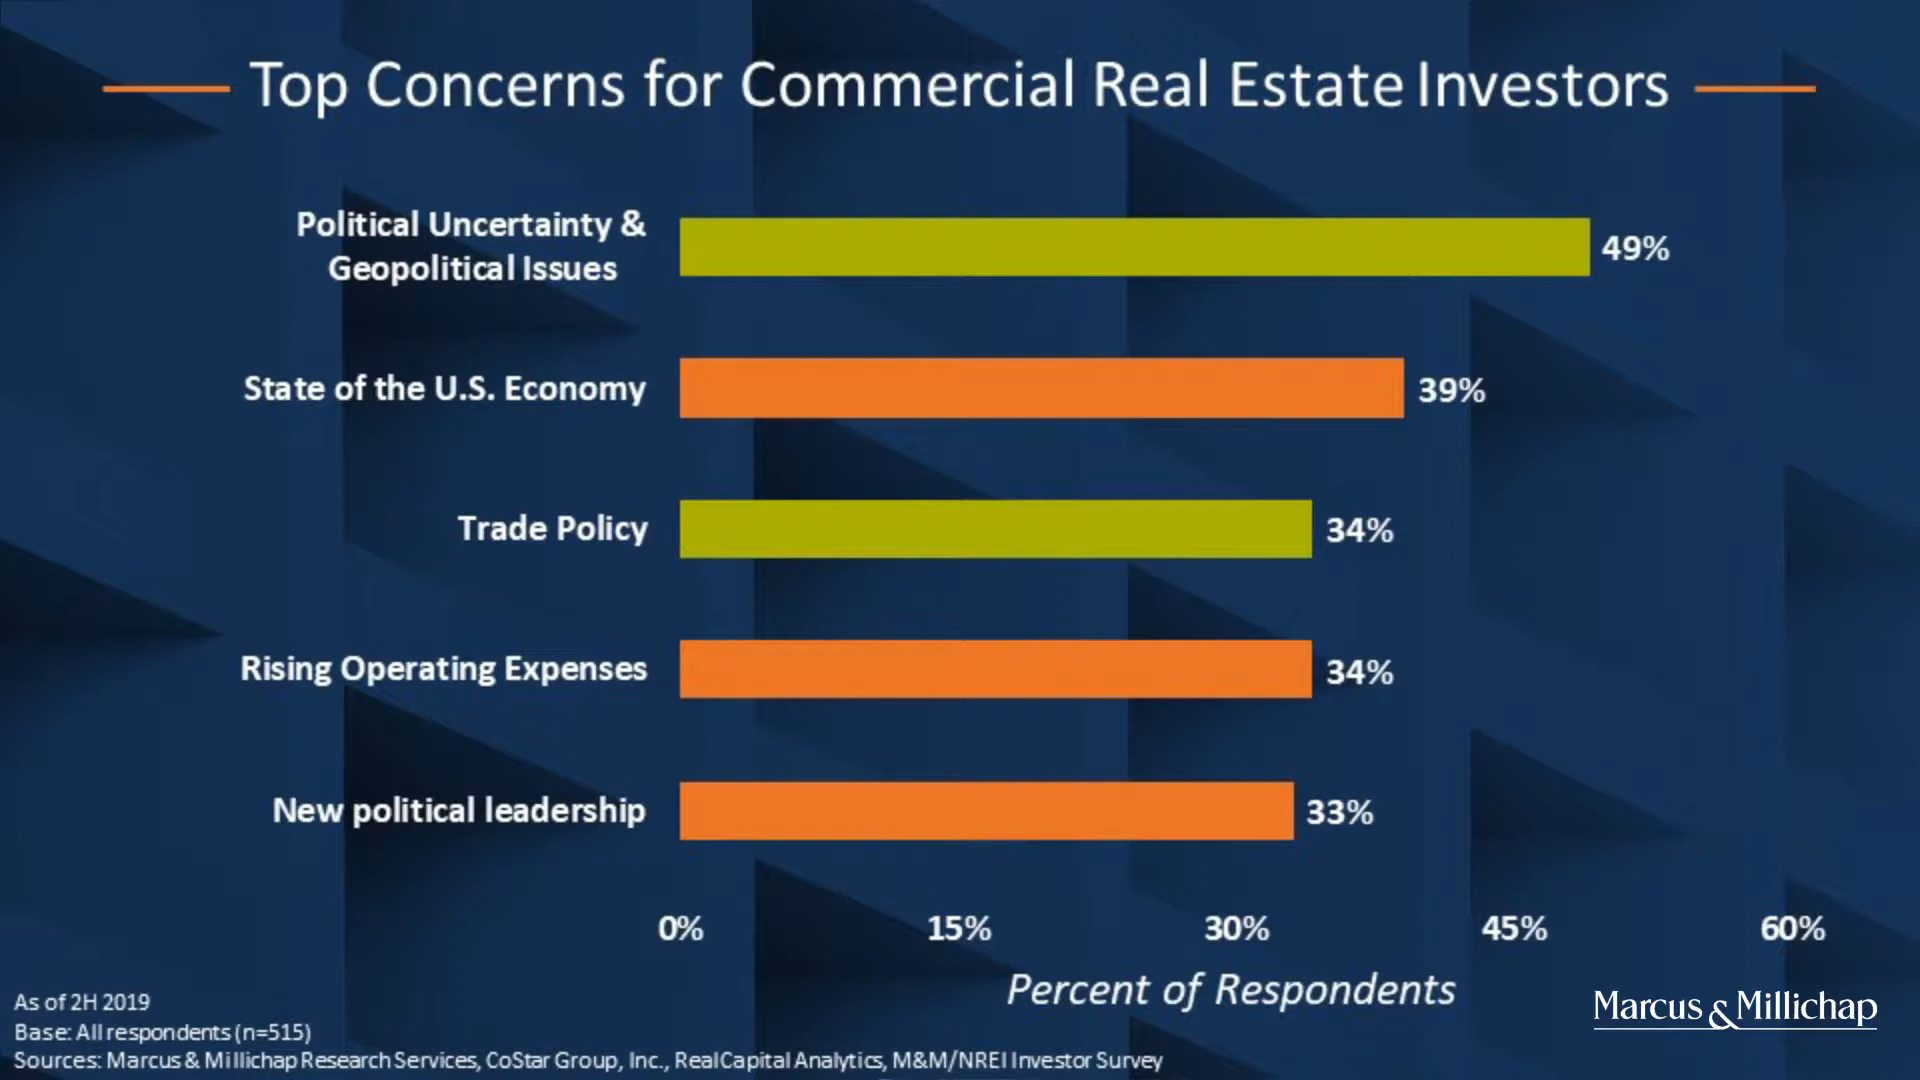 Top Concerns for Commercial Real Estate Investors
Political Uncertainty &
Geopolitical Issues
49%
State of the U.S. Economy
39%
Trade Policy
34%
Rising Operating Expenses
34%
New political leadership
33%
0% 15% 30% 45% 60%
Percent of Respondents
As of 2H 2019
Base: All respondents (n=515)
Sources: Marcus & Millichap Research Services, CoStar Group, Inc., Real Capital Analytics, M&M/NREI Investor Survey
Marcus & Millichap